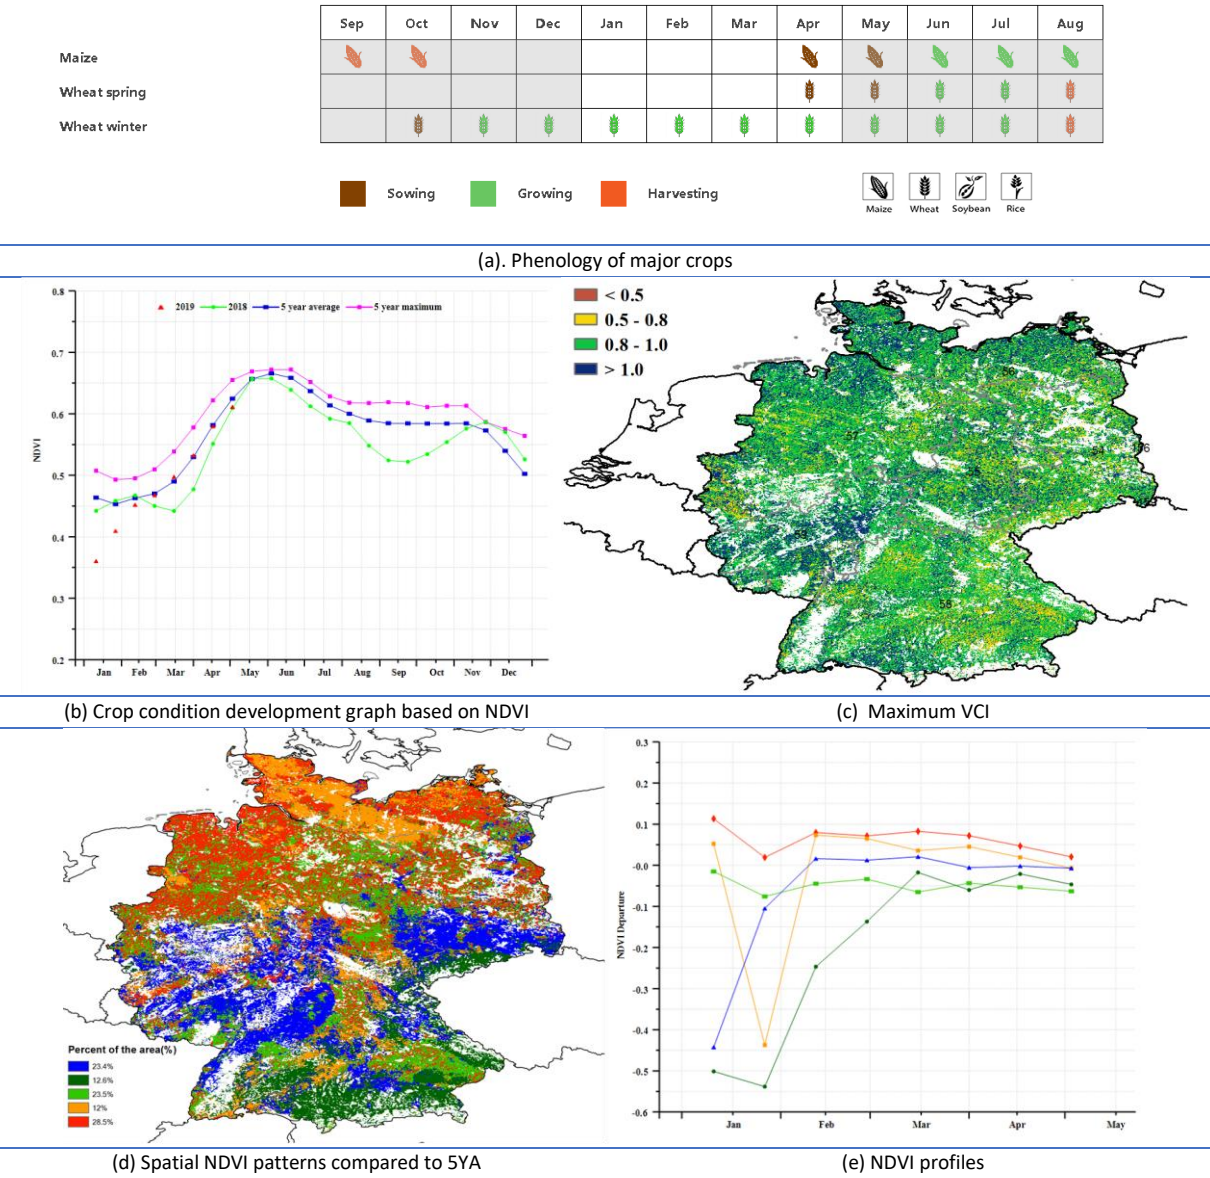 Sep Oct Nov Dec Jan Feb Mar Apr May Jun Jul Aug
Maize
Wheat spring
Wheat winter
Sowing Growing Harvesting
Maize Wheat Soybean Rice
(a). Phenology of major crops
0.8
2019 2018 5 year average 5 year maximum
0.7
0.6
0.5
0.4
0.3
0.2
NDVI
Jan Feb Mar Apr May Jun Jul Aug Sep Oct Nov Dec
< 0.5
0.5 - 0.8
0.8 - 1.0
> 1.0
57
54
58
(b) Crop condition development graph based on NDVI
(c) Maximum VCI
Percent of the area(%)
23.4%
12.6%
23.5%
12%
28.5%
0.3
0.2
0.1
-0.0
-0.1
-0.2
-0.3
-0.4
-0.5
-0.6
NDVI Departure
Jan Feb Mar Apr May
(d) Spatial NDVI patterns compared to 5YA
(e) NDVI profiles